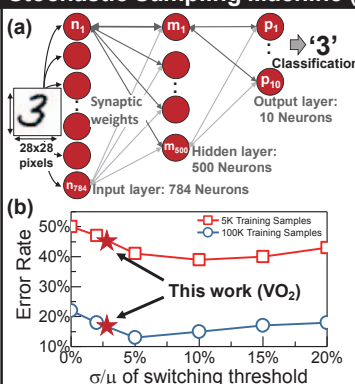 Stochastic Sampling Machine (
(a)
n1
m1
p1
'3'
Classification
p10
3
Synaptic
weights
Output layer:
10 Neurons
28x28
pixels
m500
Hidden layer:
500 Neurons
n784
Input layer: 784 Neurons
(b)
50%
5K Training Samples
100K Training Samples
40%
30%
20%
10%
Error Rate
This work (VO₂)
0% 5% 10% 15% 20%
σ/μ of switching threshold